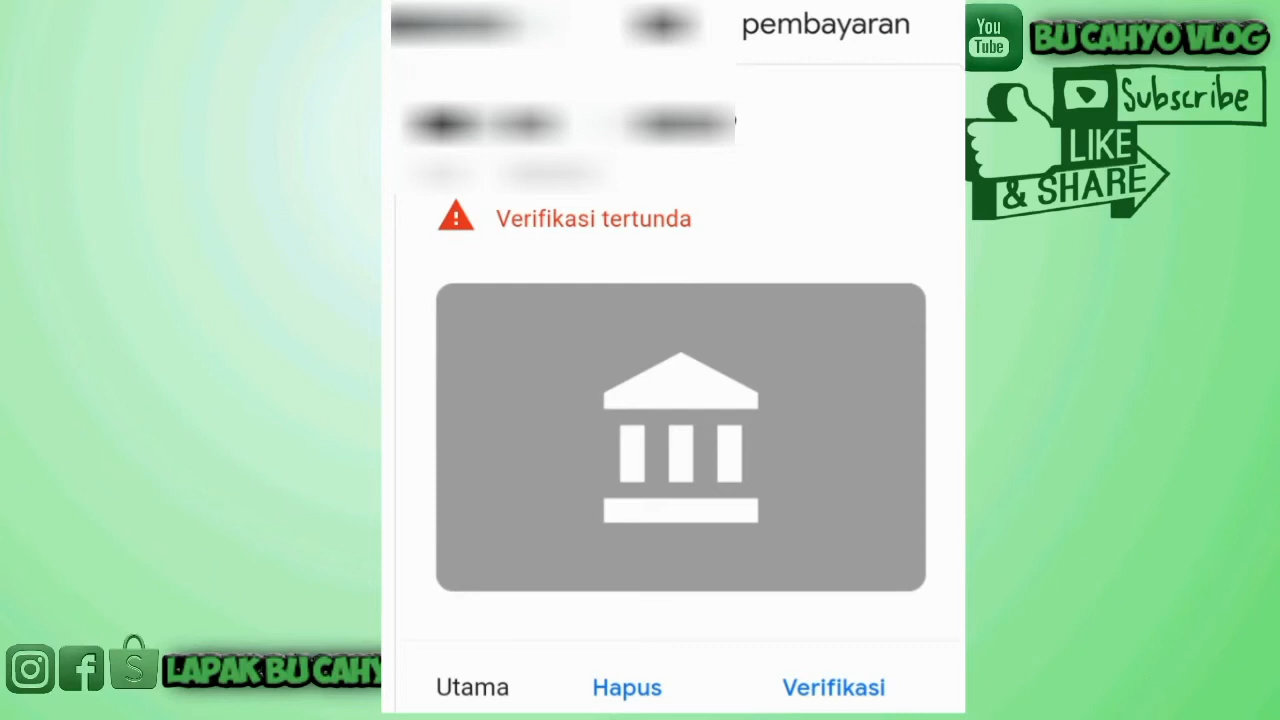 pembayaran
You
Tube
BU CAHYO VLOG
Subscribe
LIKE
& SHARE
Verifikasi tertunda
Utama
Hapus
Verifikasi
LAPAK BU CAHY